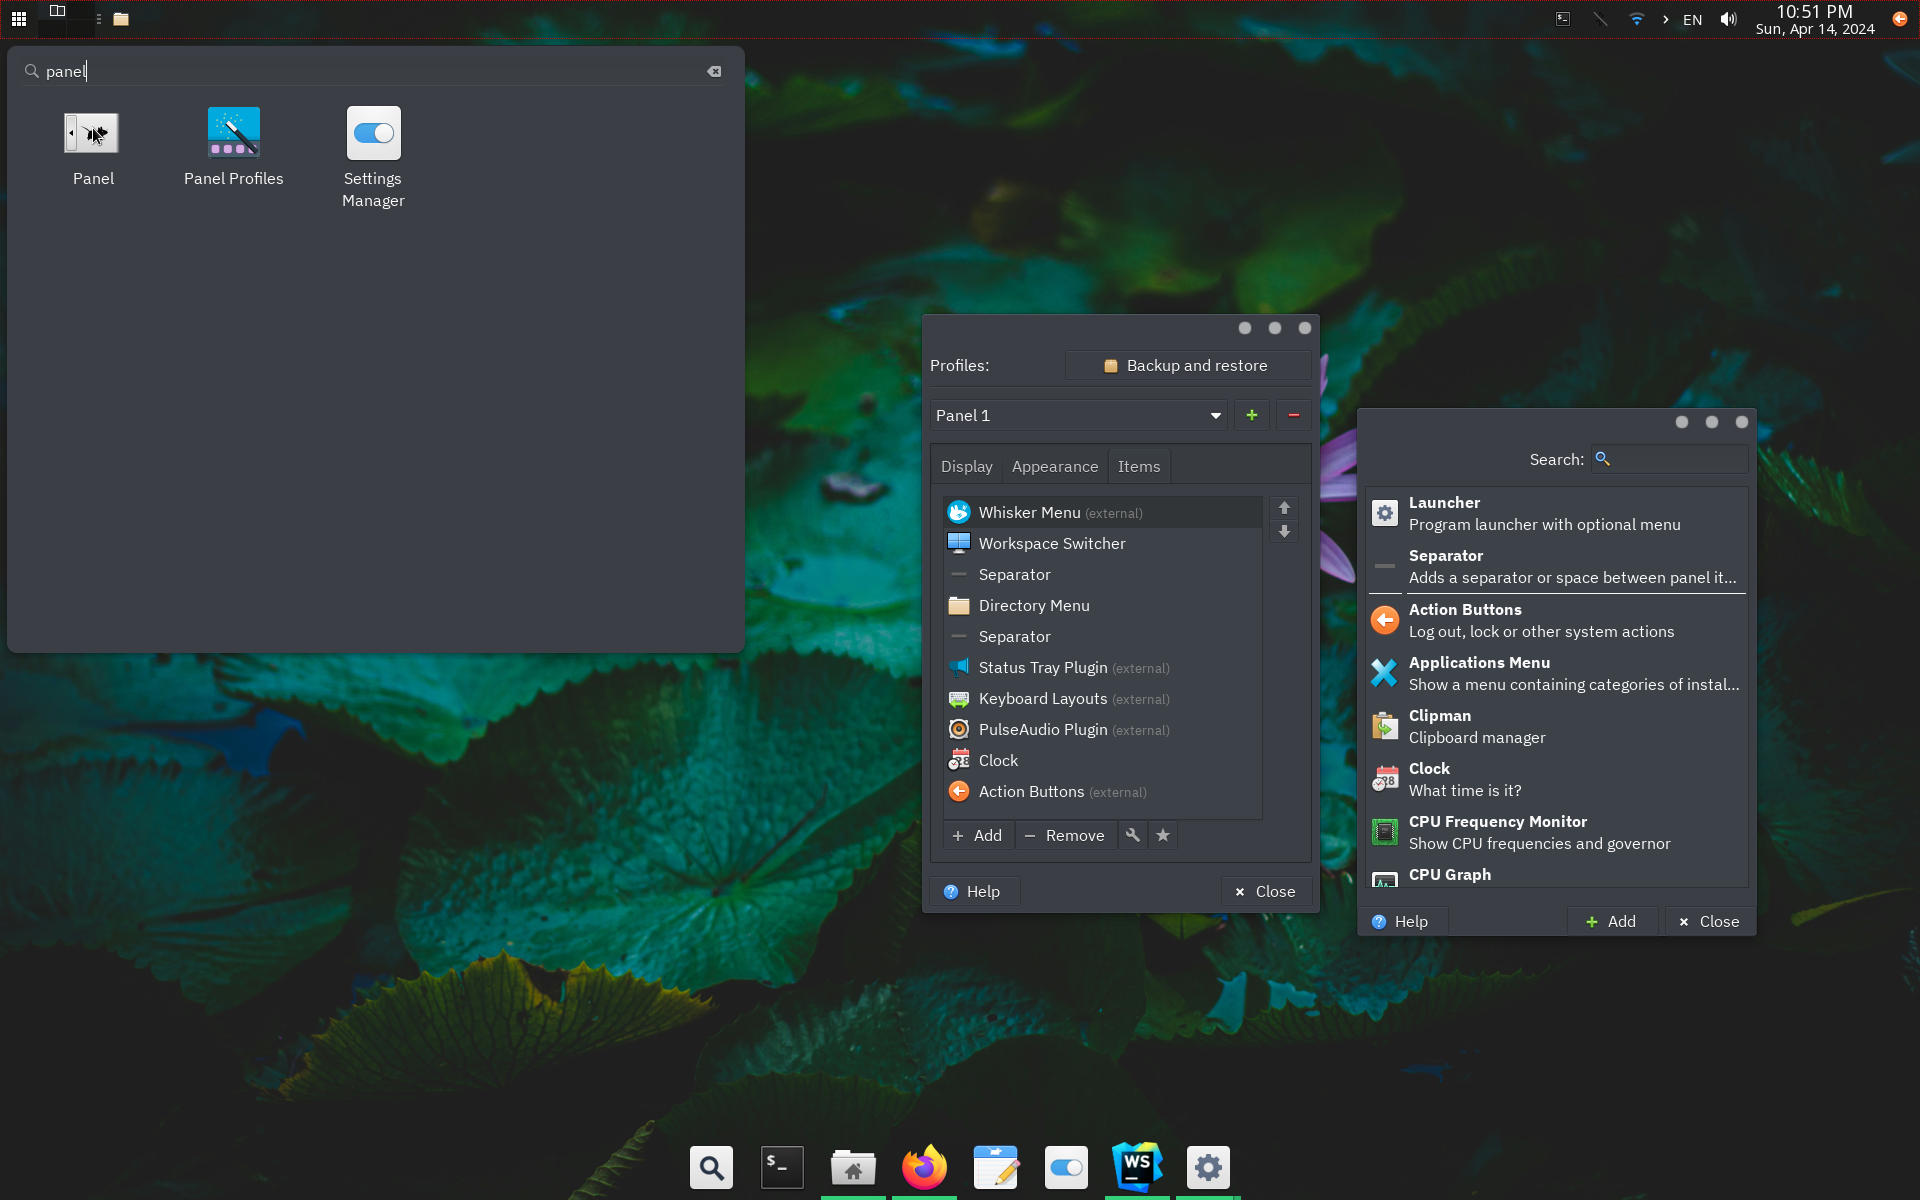 EN
10:51 PM
Sun, Apr 14, 2024
panel
Panel
Panel Profiles
Settings
Manager
Profiles:
Backup and restore
Panel 1
Display
Appearance
Items
Whisker Menu (external)
Workspace Switcher
Separator
Directory Menu
Separator
Status Tray Plugin (external)
Keyboard Layouts (external)
PulseAudio Plugin (external)
Clock
Action Buttons (external)
Add
Remove
Help
Close
Search:
Launcher
Program launcher with optional menu
Separator
Adds a separator or space between panel it...
Action Buttons
Log out, lock or other system actions
Applications Menu
Show a menu containing categories of instal...
Clipman
Clipboard manager
Clock
What time is it?
CPU Frequency Monitor
Show CPU frequencies and governor
CPU Graph
Help
Add
Close
$_
WS